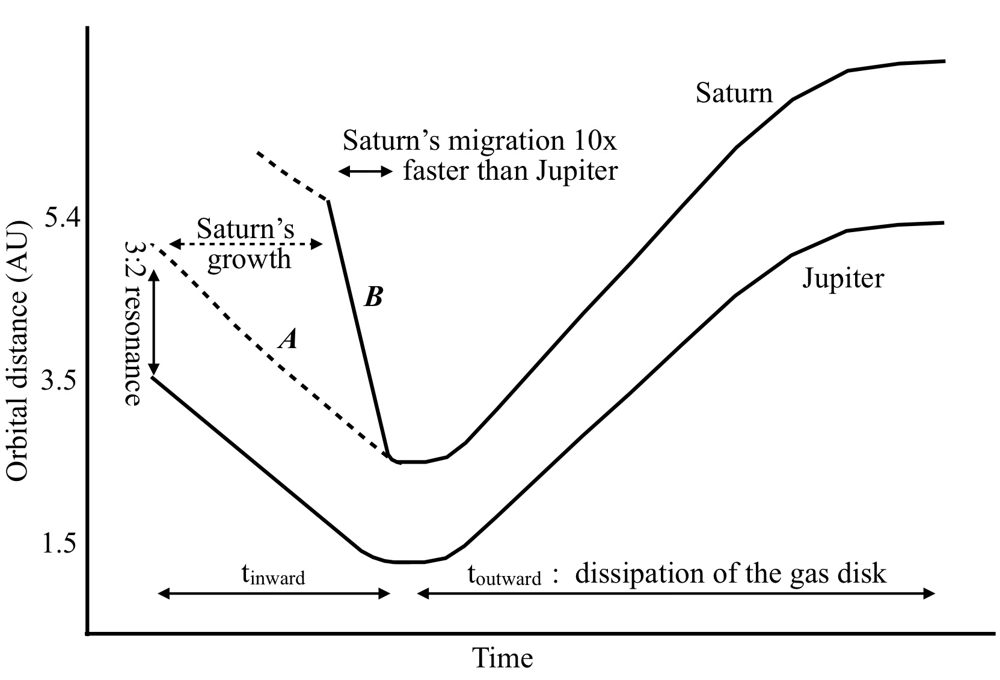 Saturn
Saturn’s migration 10x
faster than Jupiter
5.4
Saturn’s
growth
3:2 resonance
Jupiter
B
A
Orbital distance (AU)
3.5
1.5
tinward
toutward : dissipation of the gas disk
Time